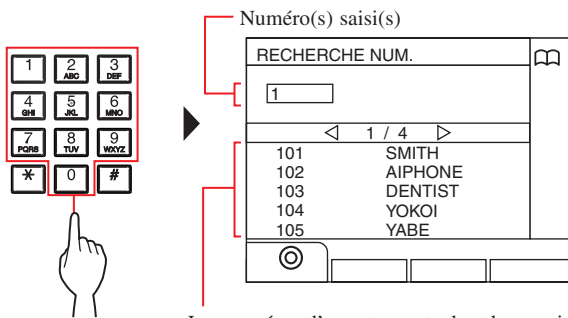 Numéro(s) saisi(s)
1 2 ABC 3 DEF
4 GHI 5 JKL 6 MNO
7 PQRS 8 TUV 9 WXYZ
* 0 #
RECHERCHE NUM.
1
1 / 4
101 SMITH
102 AIPHONE
103 DENTIST
104 YOKOI
105 YABE